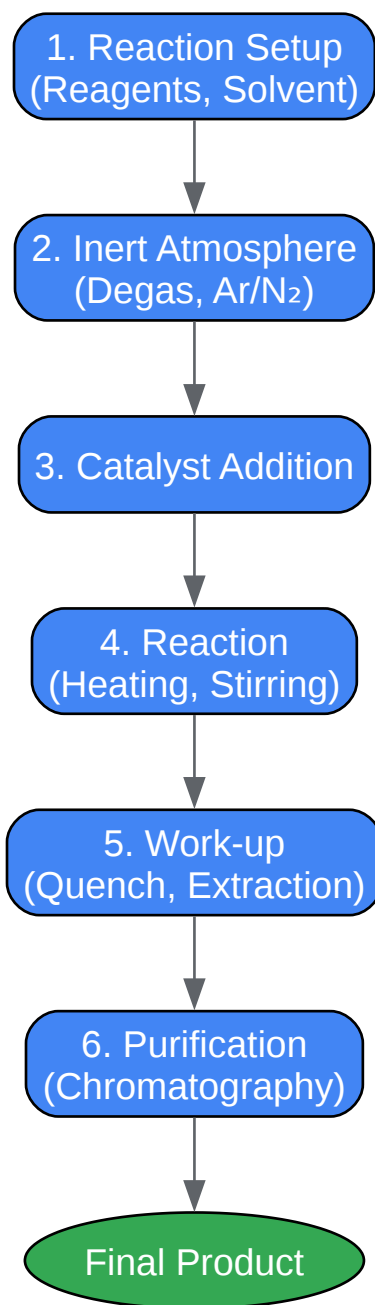 1. Reaction Setup
(Reagents, Solvent)
2. Inert Atmosphere
(Degas, Ar/N₂)
3. Catalyst Addition
4. Reaction
(Heating, Stirring)
5. Work-up
(Quench, Extraction)
6. Purification
(Chromatography)
Final Product